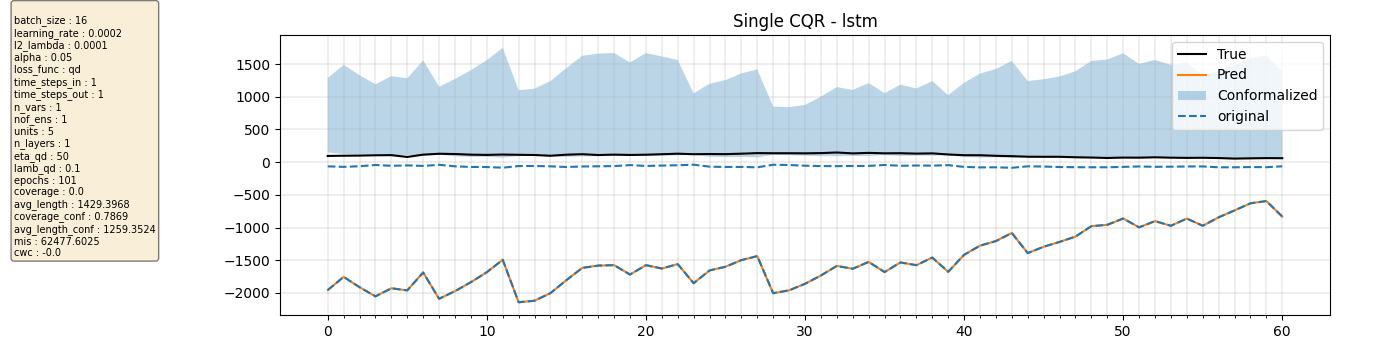 batch_size : 16
learning_rate : 0.0002
l2_lambda : 0.0001
alpha : 0.05
loss_func : qd
time_steps_in : 1
time_steps_out : 1
n_vars : 1
nof_ens : 1
units : 5
n_layers : 1
eta_qd : 50
lamb_qd : 0.1
epochs : 101
coverage : 0.0
avg_length : 1429.3968
coverage_conf : 0.7869
avg_length_conf : 1259.3524
mis : 62477.6025
cwc : -0.0
Single CQR - lstm
1500
1000
500
0
−500
−1000
−1500
−2000
True
Pred
Conformalized
original
0 10 20 30 40 50 60